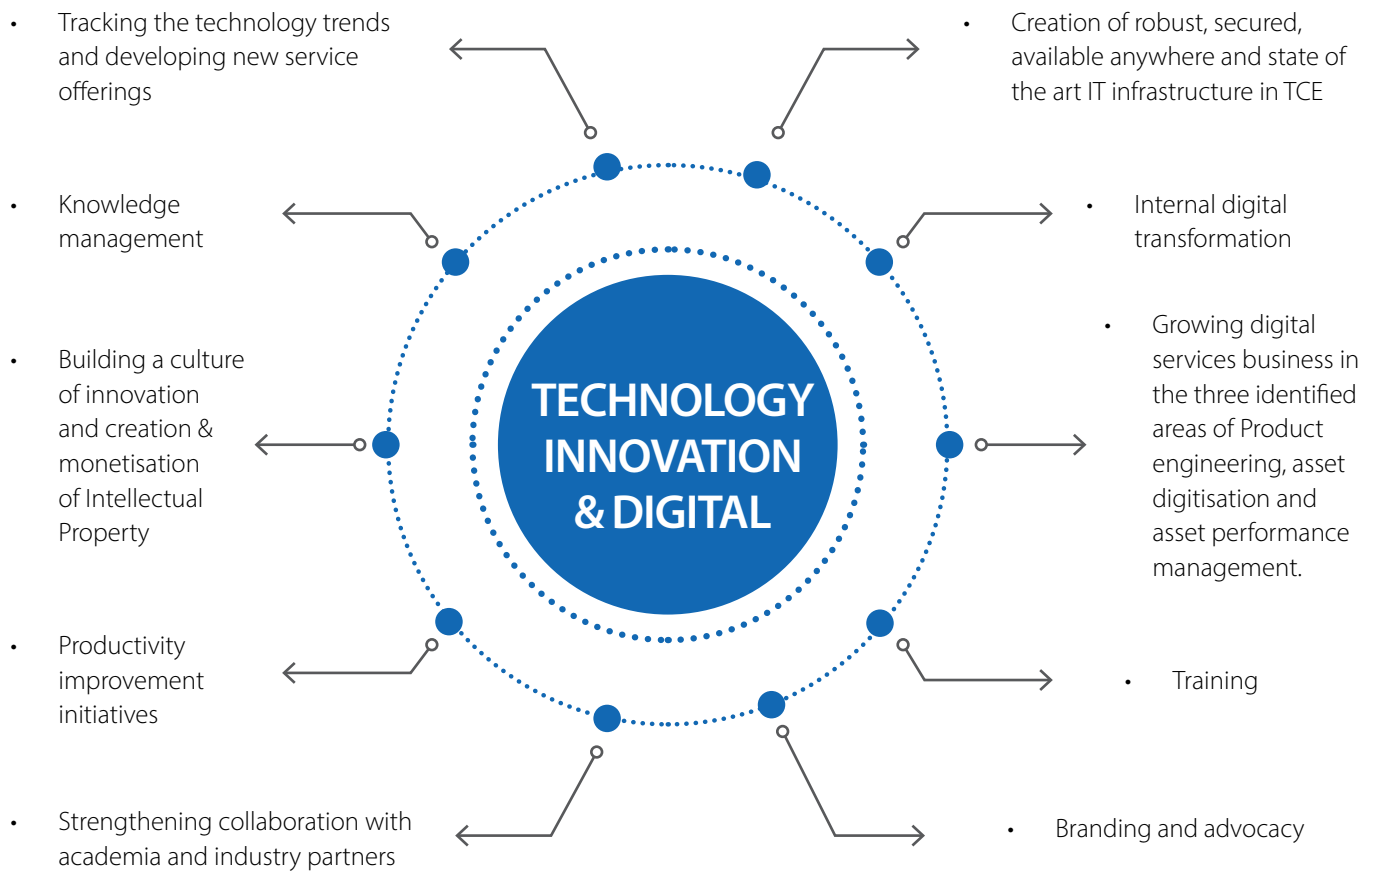 • Tracking the technology trends
and developing new service
offerings
• Knowledge
management
• Building a culture
of innovation
and creation &
monetisation
of Intellectual
Property
• Productivity
improvement
initiatives
• Strengthening collaboration with
academia and industry partners
TECHNOLOGY
INNOVATION
& DIGITAL
• Creation of robust, secured,
available anywhere and state of
the art IT infrastructure in TCE
• Internal digital
transformation
• Growing digital
services business in
the three identified
areas of Product
engineering, asset
digitisation and
asset performance
management.
• Training
• Branding and advocacy